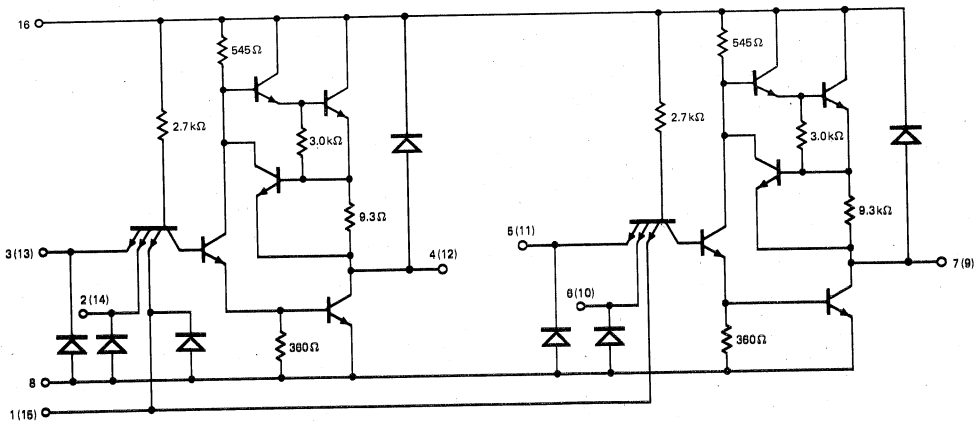 16
545Ω
545Ω
2.7kΩ
3.0kΩ
2.7kΩ
3.0kΩ
9.3Ω
9.3kΩ
3(13)
5(11)
4(12)
7(9)
2(14)
6(10)
360Ω
360Ω
8
1(15)